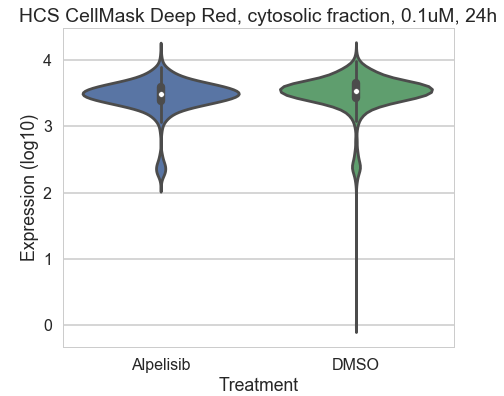 HCS CellMask Deep Red, cytosolic fraction, 0.1uM, 24h
4
3
2
1
0
Expression (log10)
Alpelisib DMSO
Treatment